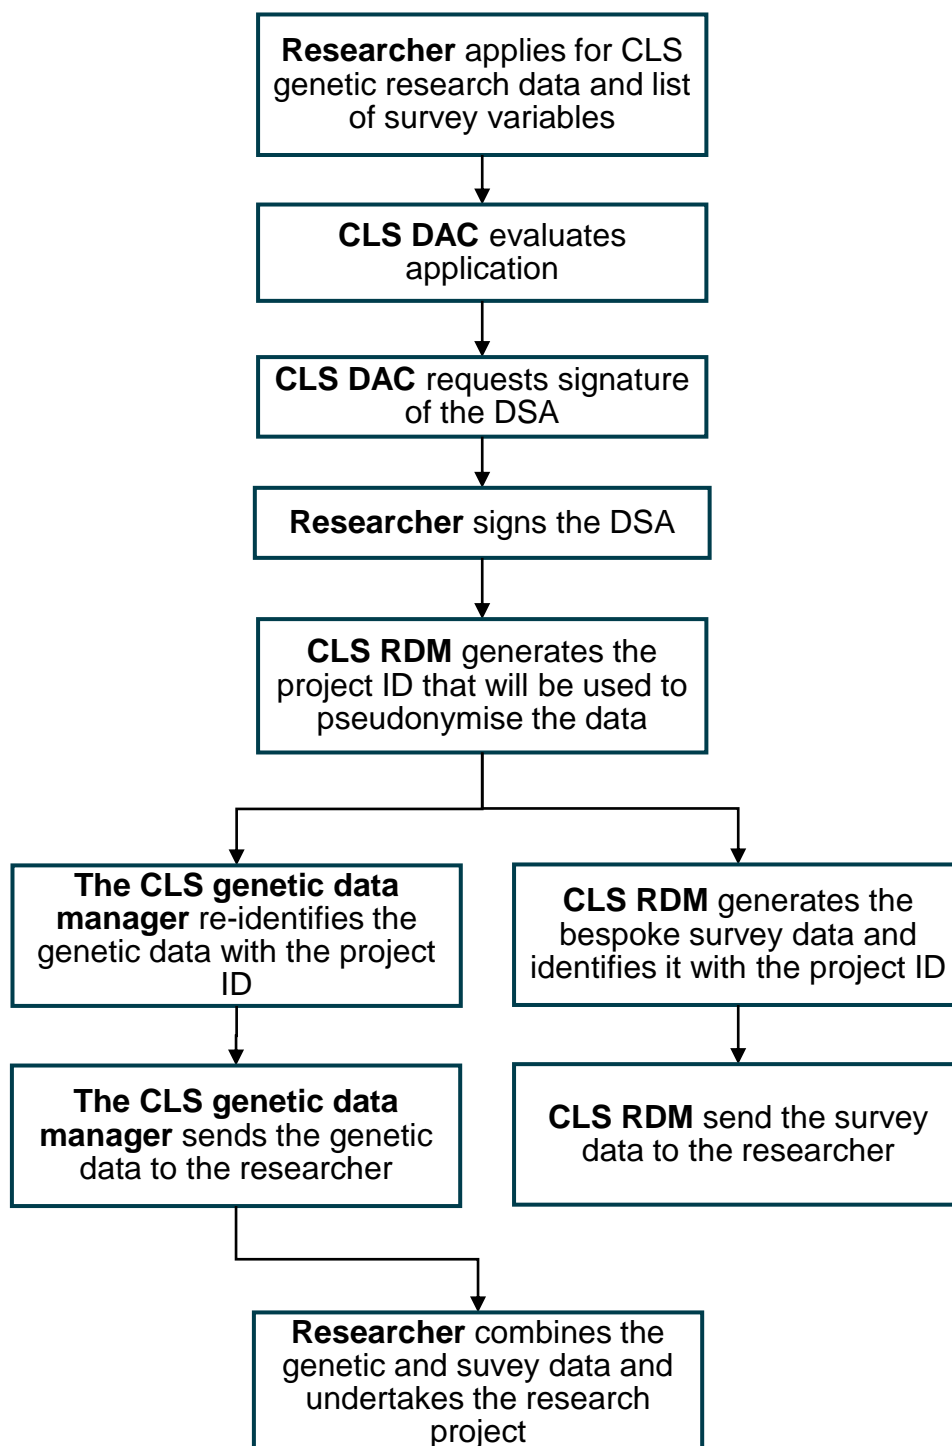 Researcher applies for CLS
genetic research data and list
of survey variables
CLS DAC evaluates
application
CLS DAC requests signature
of the DSA
Researcher signs the DSA
CLS RDM generates the
project ID that will be used to
pseudonymise the data
The CLS genetic data
manager re-identifies the
genetic data with the project
ID
CLS RDM generates the
bespoke survey data and
identifies it with the project ID
The CLS genetic data
manager sends the genetic
data to the researcher
CLS RDM send the survey
data to the researcher
Researcher combines the
genetic and suvey data and
undertakes the research
project